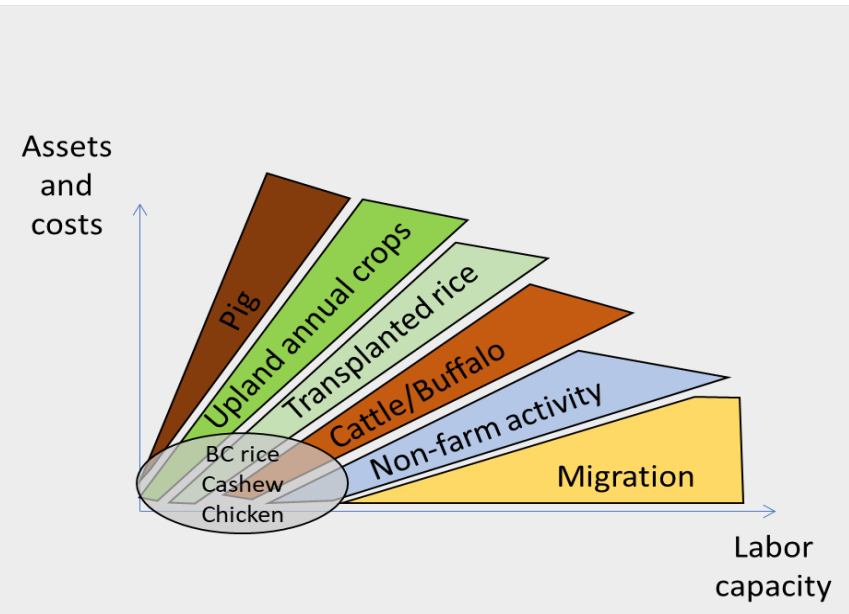 Assets
and
costs
Pig
Upland annual crops
Transplanted rice
Cattle/Buffalo
Non-farm activity
Migration
BC rice
Cashew
Chicken
Labor
capacity